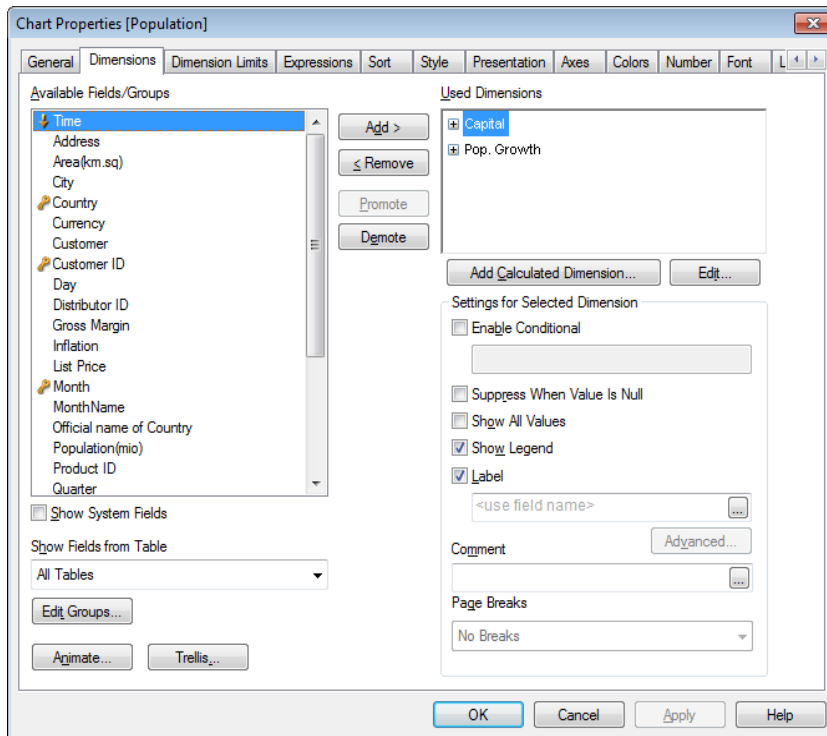 Chart Properties [Population]
General Dimensions Dimension Limits Expressions Sort Style Presentation Axes Colors Number Font L
Available Fields/Groups
Time
Address
Area(km.sq)
City
Country
Currency
Customer
Customer ID
Day
Distributor ID
Gross Margin
Inflation
List Price
Month
MonthName
Official name of Country
Population(mio)
Product ID
Quarter
Show System Fields
Show Fields from Table
All Tables
Edit Groups...
Animate... Trellis...
Add >
< Remove
Promote
Demote
Used Dimensions
Capital
Pop. Growth
Add Calculated Dimension... Edit...
Settings for Selected Dimension
Enable Conditional
Suppress When Value Is Null
Show All Values
Show Legend
Label
<use field name> ...
Advanced...
Comment
...
Page Breaks
No Breaks
OK Cancel Apply Help